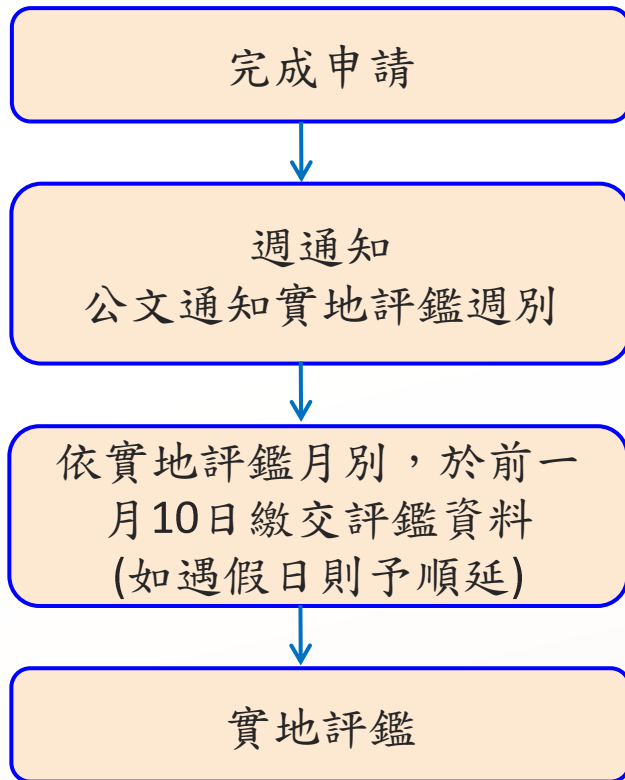 完成申請
週通知
公文通知實地評鑑週別
依實地評鑑月別，於前一
月10日繳交評鑑資料
(如遇假日則予順延)
實地評鑑